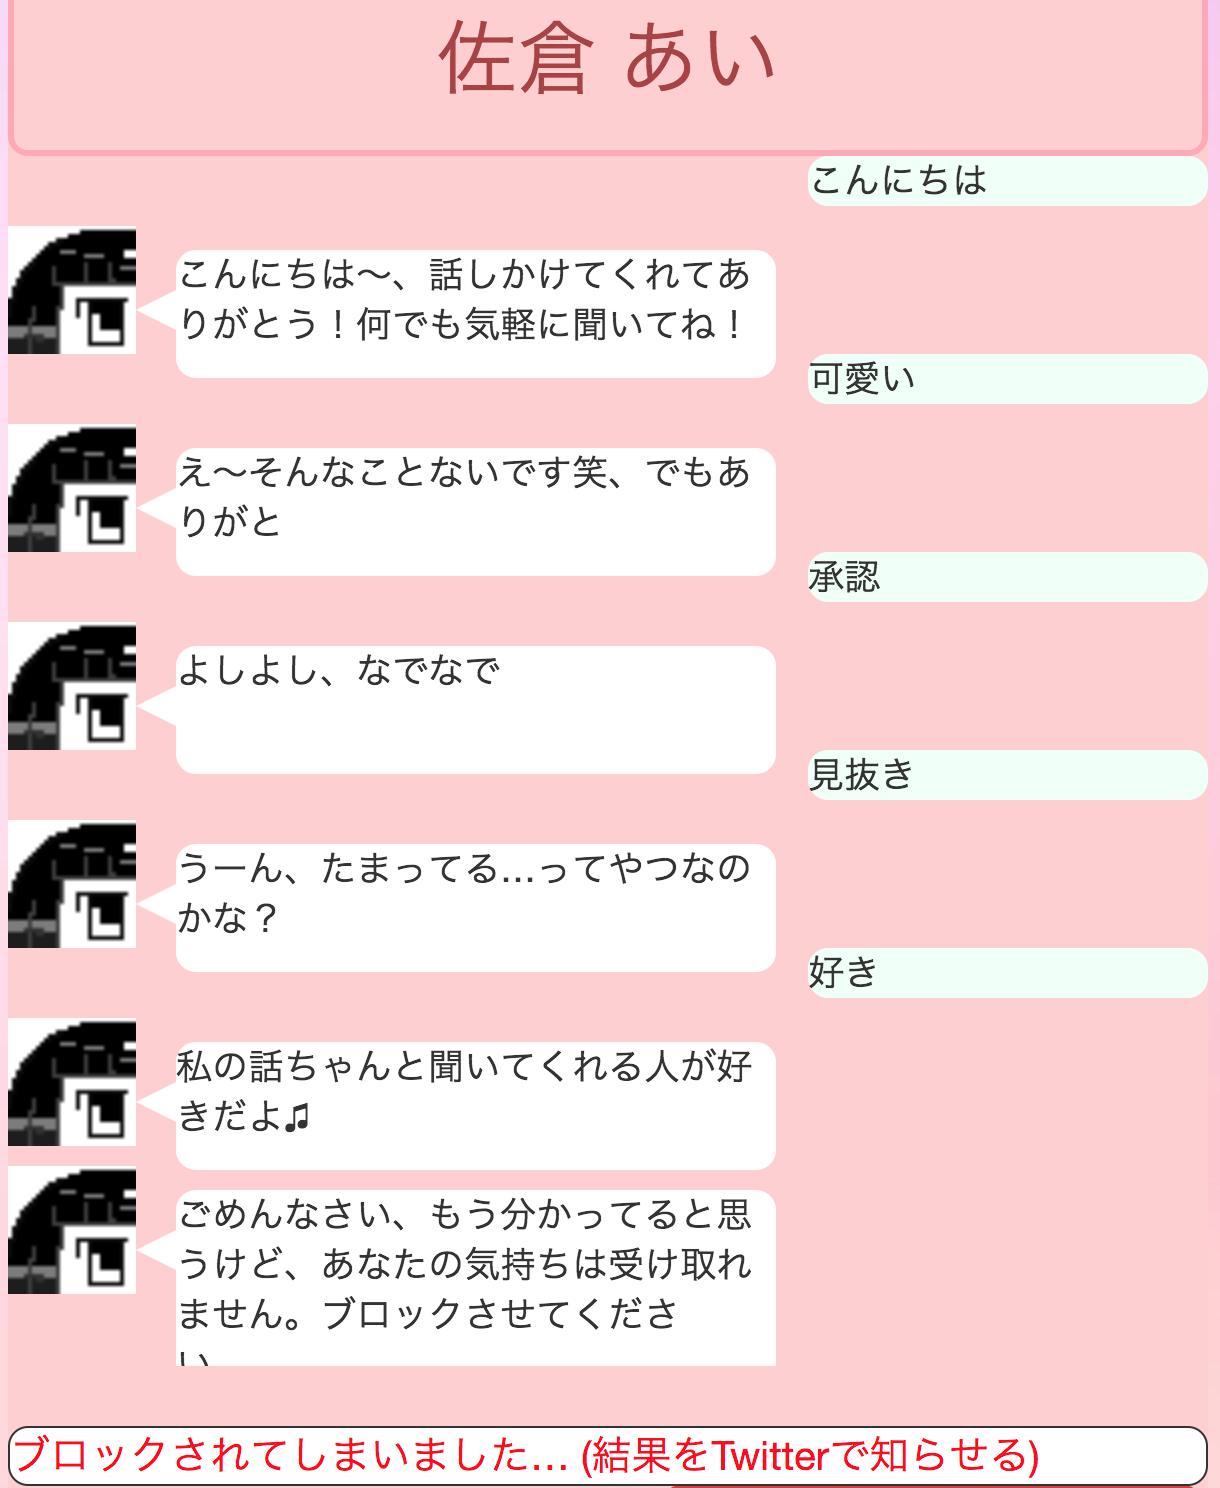 佐倉 あい
こんにちは
こんにちは〜、話しかけてくれてあ
りがとう！何でも気軽に聞いてね！
可愛い
え〜そんなことないです笑、でもあ
りがと
承認
よしよし、なでなで
見抜き
うーん、たまってる…ってやつなの
かな？
好き
私の話ちゃんと聞いてくれる人が好
きだよ♫
ごめんなさい、もう分かってると思
うけど、あなたの気持ちは受け取れ
ません。ブロックさせてくださ
い
ブロックされてしまいました… (結果をTwitterで知らせる)